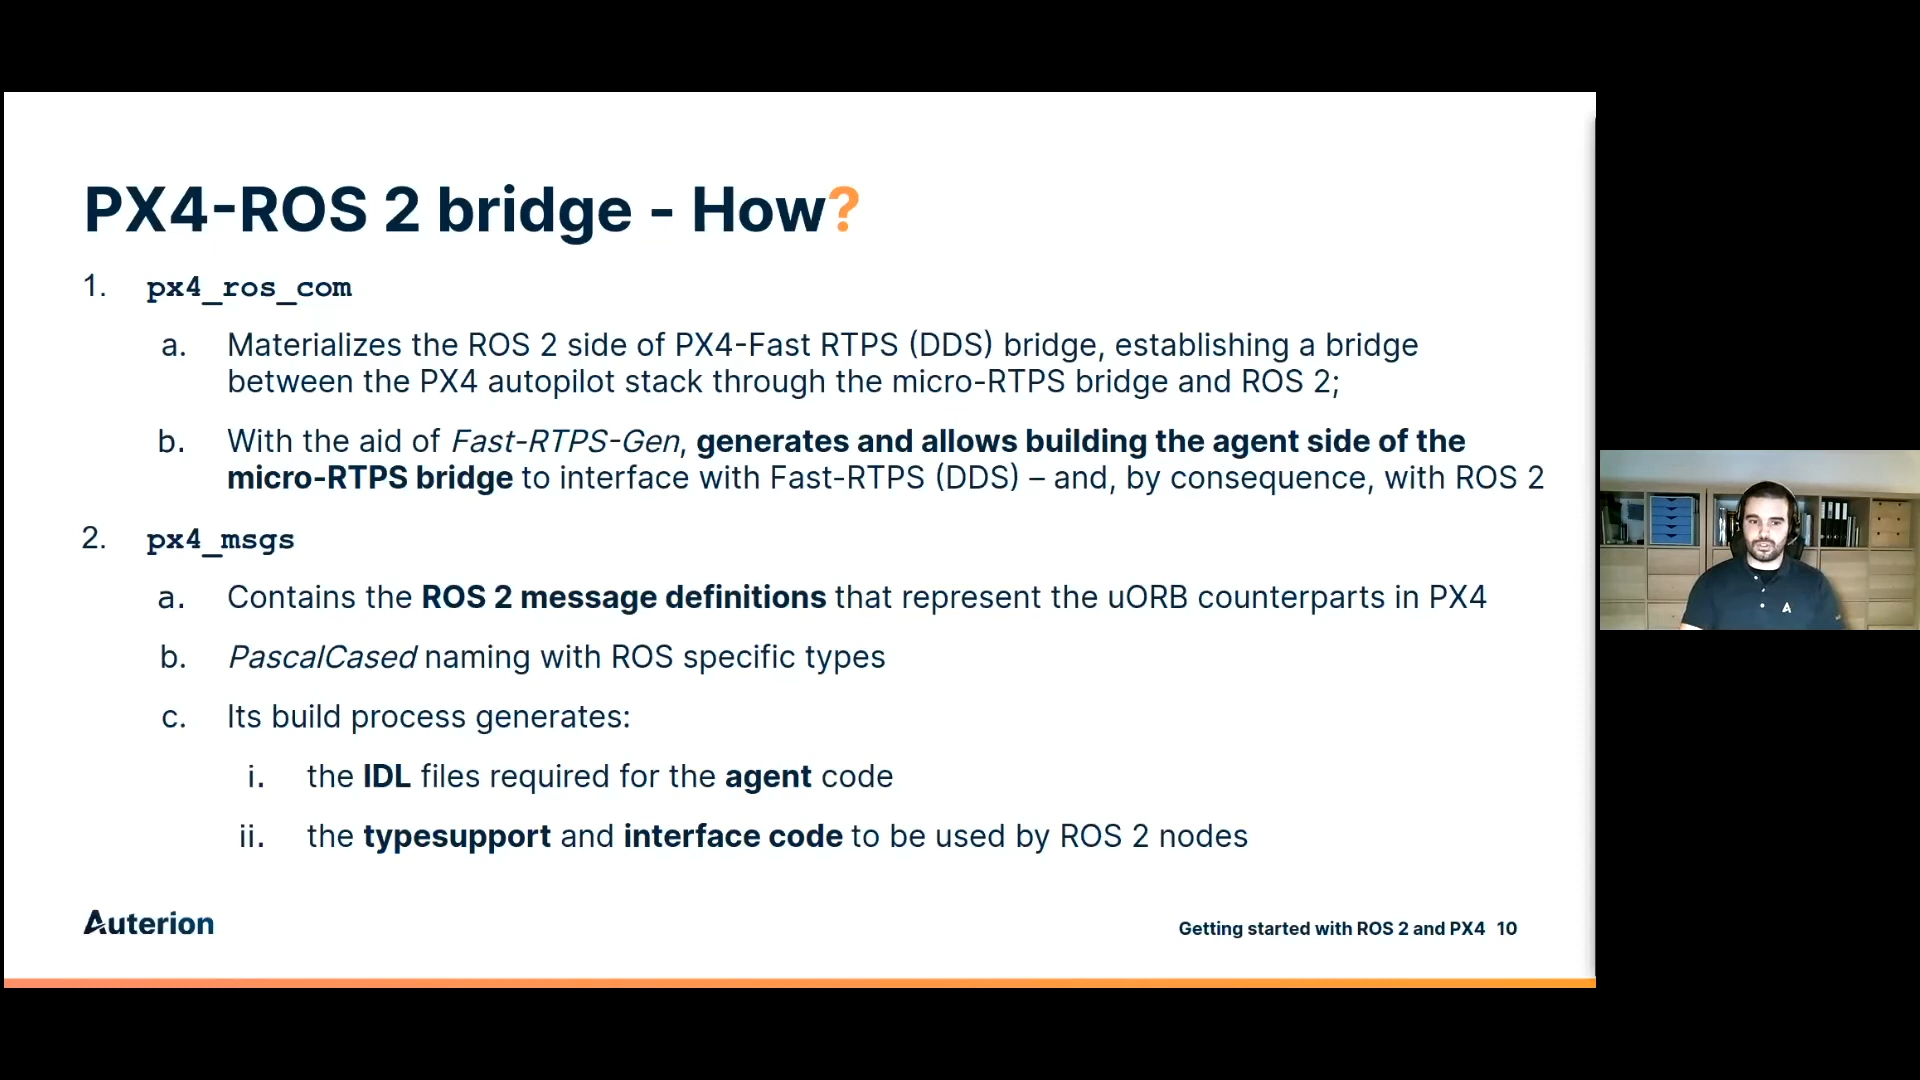 PX4-ROS 2 bridge - How?
1. px4_ros_com
a. Materializes the ROS 2 side of PX4-Fast RTPS (DDS) bridge, establishing a bridge
between the PX4 autopilot stack through the micro-RTPS bridge and ROS 2;
b. With the aid of Fast-RTPS-Gen, generates and allows building the agent side of the
micro-RTPS bridge to interface with Fast-RTPS (DDS) – and, by consequence, with ROS 2
2. px4_msgs
a. Contains the ROS 2 message definitions that represent the uORB counterparts in PX4
b. PascalCased naming with ROS specific types
c. Its build process generates:
i. the IDL files required for the agent code
ii. the typesupport and interface code to be used by ROS 2 nodes
Auterion
Getting started with ROS 2 and PX4 10